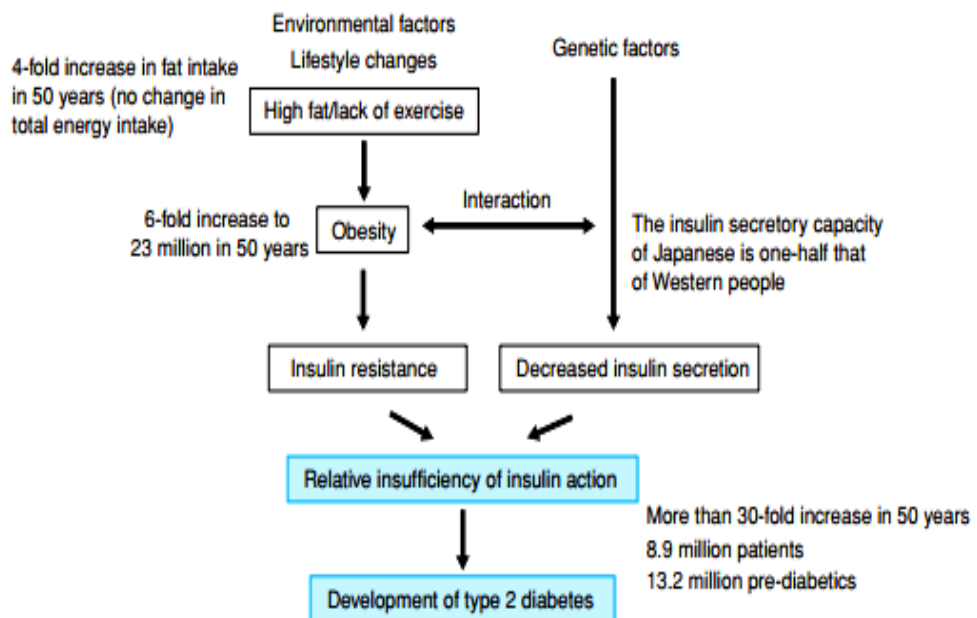 Environmental factors
Lifestyle changes
Genetic factors
4-fold increase in fat intake
in 50 years (no change in
total energy intake)
High fat/lack of exercise
Interaction
6-fold increase to
23 million in 50 years
Obesity
The insulin secretory capacity
of Japanese is one-half that
of Western people
Insulin resistance
Decreased insulin secretion
Relative insufficiency of insulin action
More than 30-fold increase in 50 years
8.9 million patients
13.2 million pre-diabetics
Development of type 2 diabetes